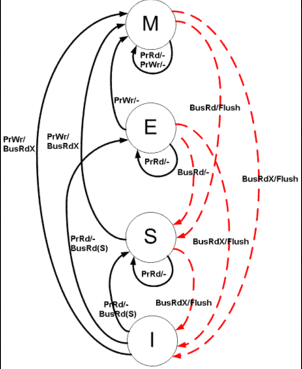 M
PrRd/-
PrWr/-
PrWr/-
BusRd/Flush
E
PrWr/
BusRdX
PrWr/
BusRdX
PrRd/-
BusRd/-
BusRdX/Flush
S
PrRd/-
BusRd(S)
BusRdX/Flush
PrRd/-
PrRd/-
BusRd(S)
BusRdX/Flush
I